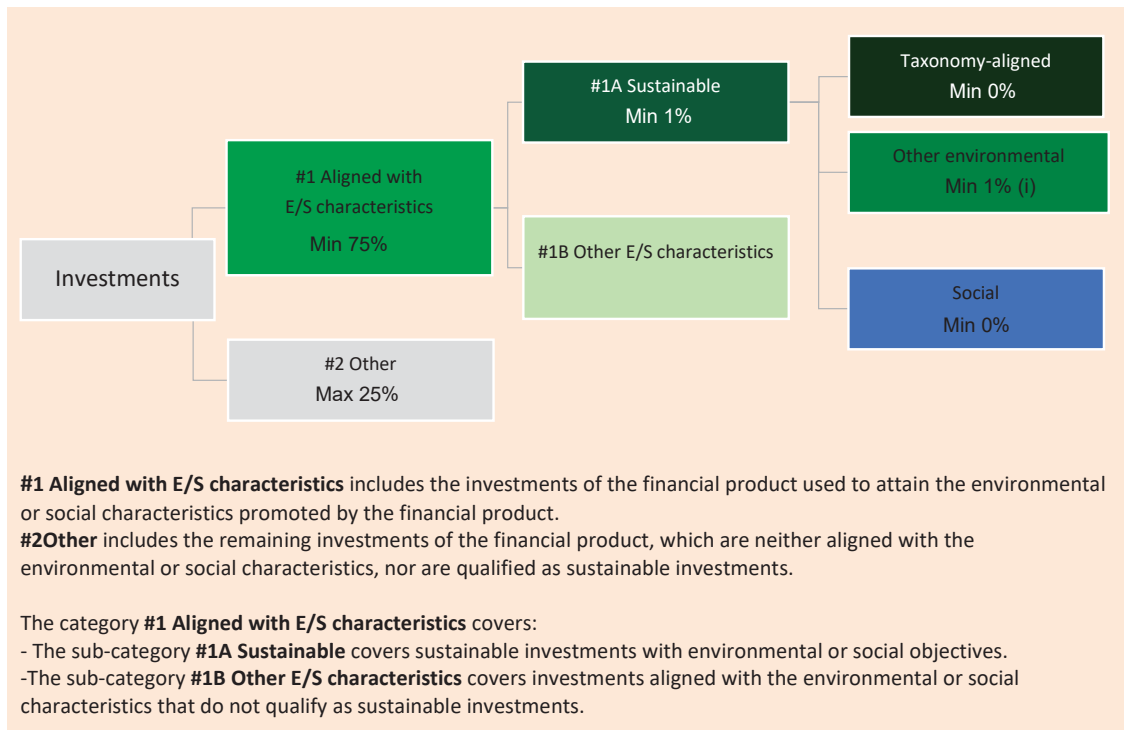 Investments
#1 Aligned with
E/S characteristics
Min 75%
#2 Other
Max 25%
#1A Sustainable
Min 1%
#1B Other E/S characteristics
Taxonomy-aligned
Min 0%
Other environmental
Min 1% (i)
Social
Min 0%
#1 Aligned with E/S characteristics includes the investments of the financial product used to attain the environmental
or social characteristics promoted by the financial product.
#2Other includes the remaining investments of the financial product, which are neither aligned with the
environmental or social characteristics, nor are qualified as sustainable investments.
The category #1 Aligned with E/S characteristics covers:
- The sub-category #1A Sustainable covers sustainable investments with environmental or social objectives.
-The sub-category #1B Other E/S characteristics covers investments aligned with the environmental or social
characteristics that do not qualify as sustainable investments.